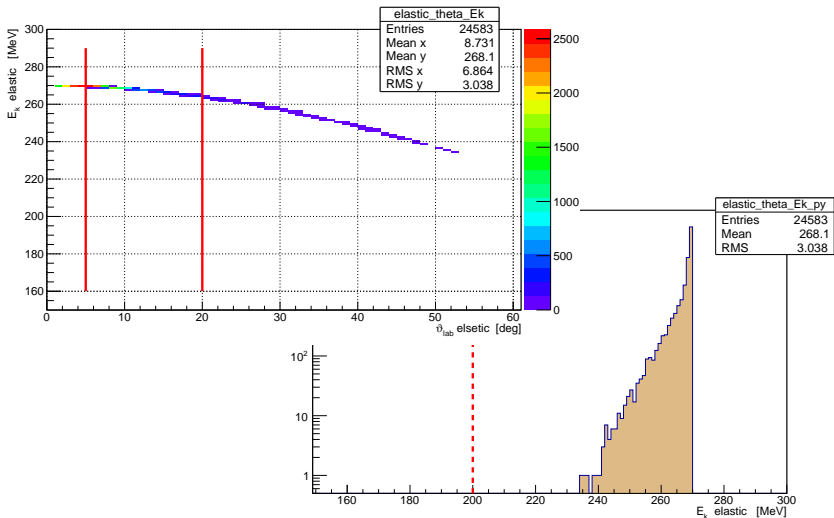 elastic_theta_Ek
Entries 24583
Mean x 8.731
Mean y 268.1
RMS x 6.864
RMS y 3.038
E_k elastic [MeV]
300
280
260
240
220
200
180
160
0 10 20 30 40 50 60
ϑ_lab elsetic [deg]
2500
2000
1500
1000
500
0
elastic_theta_Ek_py
Entries 24583
Mean 268.1
RMS 3.038
10²
10
1
160 180 200 220 240 260 280 300
E_k elastic [MeV]